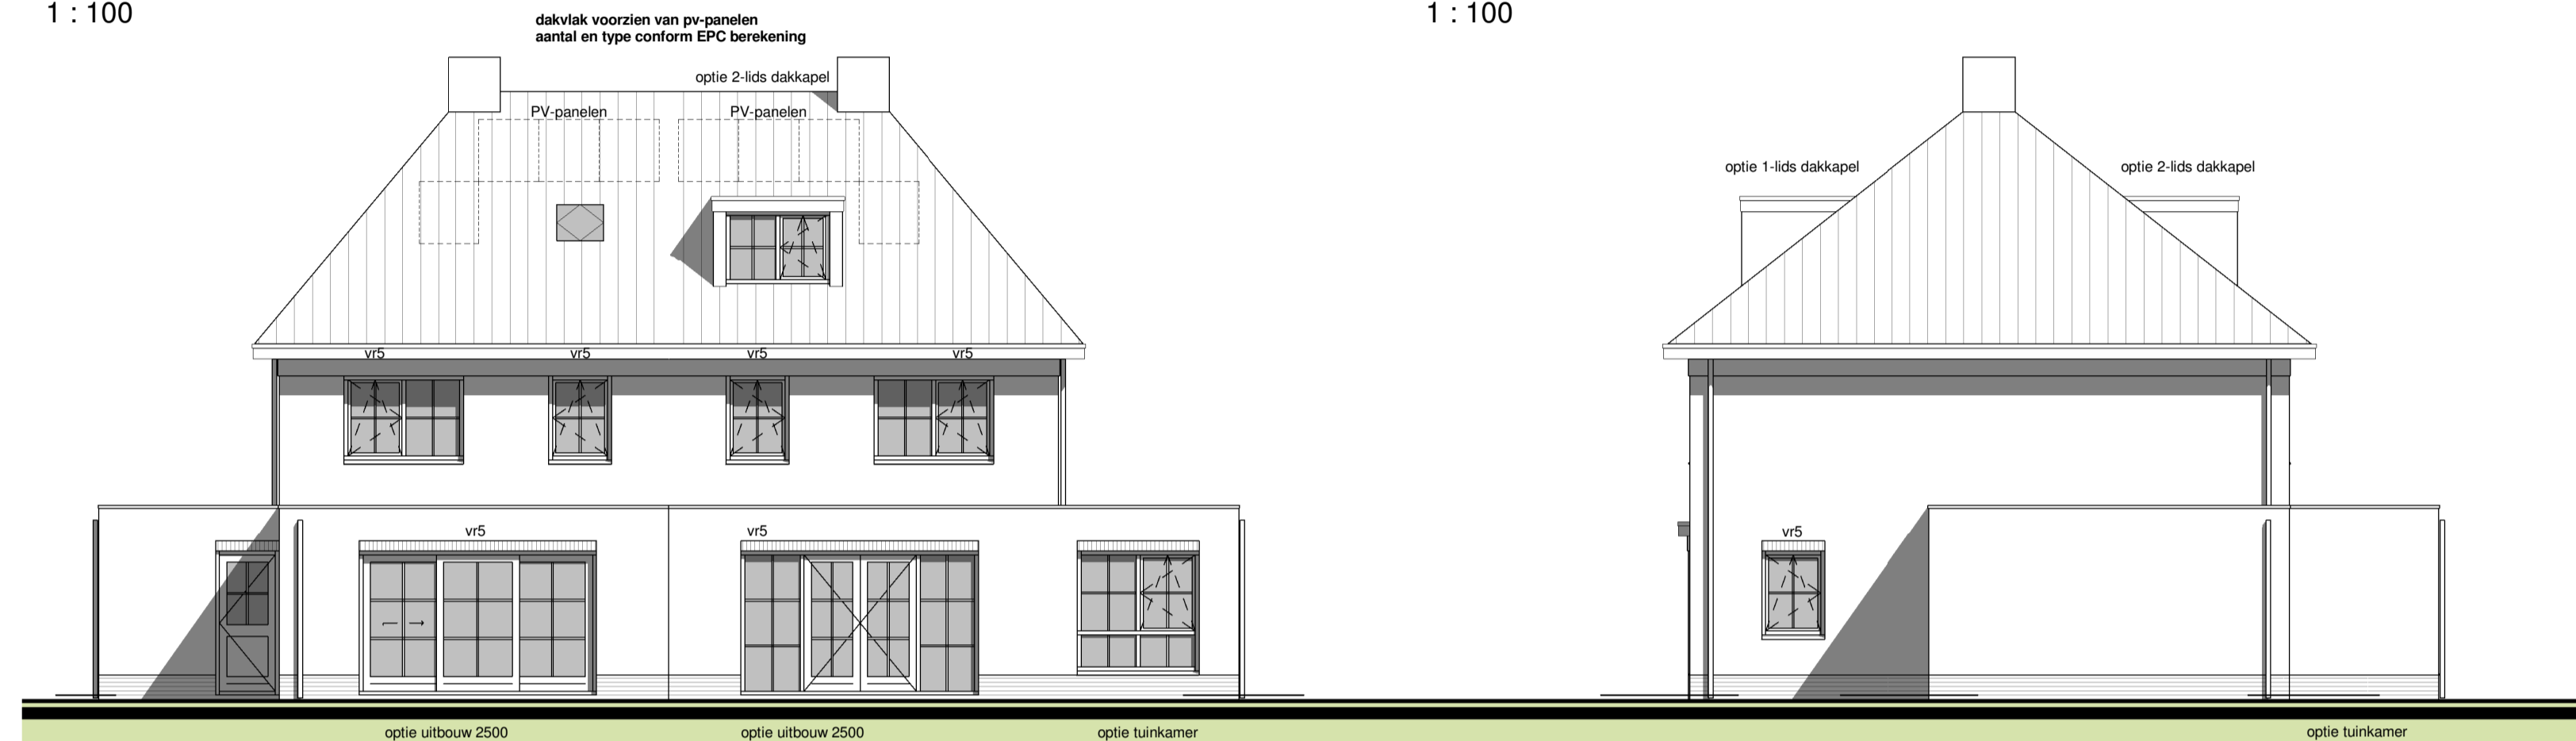 1 : 100
dakvlak voorzien van pv-panelen
aantal en type conform EPC berekening
optie 2-lids dakkapel
PV-panelen
PV-panelen
vr5
vr5
vr5
vr5
vr5
vr5
optie uitbouw 2500
optie uitbouw 2500
optie tuinkamer
1 : 100
optie 1-lids dakkapel
optie 2-lids dakkapel
vr5
optie tuinkamer